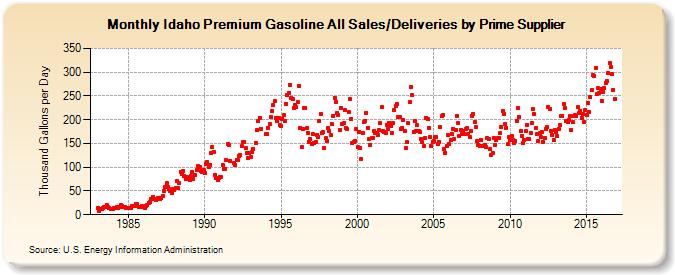 Monthly Idaho Premium Gasoline All Sales/Deliveries by Prime Supplier
Thousand Gallons per Day
350
300
250
200
150
100
50
0
1985 1990 1995 2000 2005 2010 2015
Source: U.S. Energy Information Administration